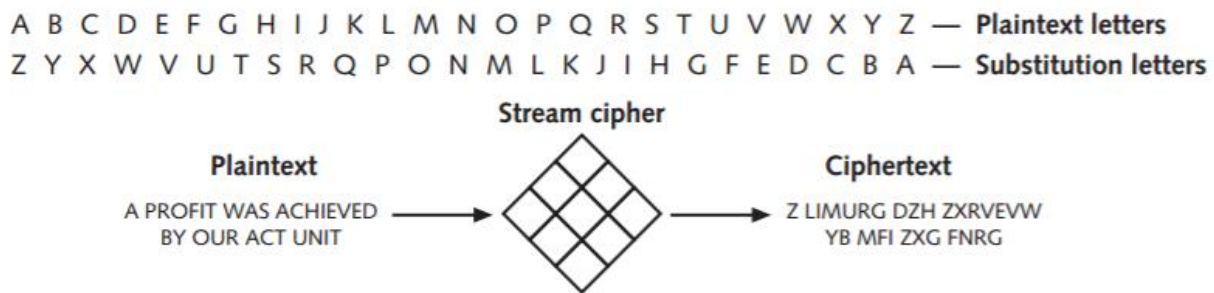 A B C D E F G H I J K L M N O P Q R S T U V W X Y Z — Plaintext letters
Z Y X W V U T S R Q P O N M L K J I H G F E D C B A — Substitution letters
Stream cipher
Plaintext
A PROFIT WAS ACHIEVED
BY OUR ACT UNIT
Ciphertext
Z LIMURG DZH ZXRVEVW
YB MFI ZXG FNRG